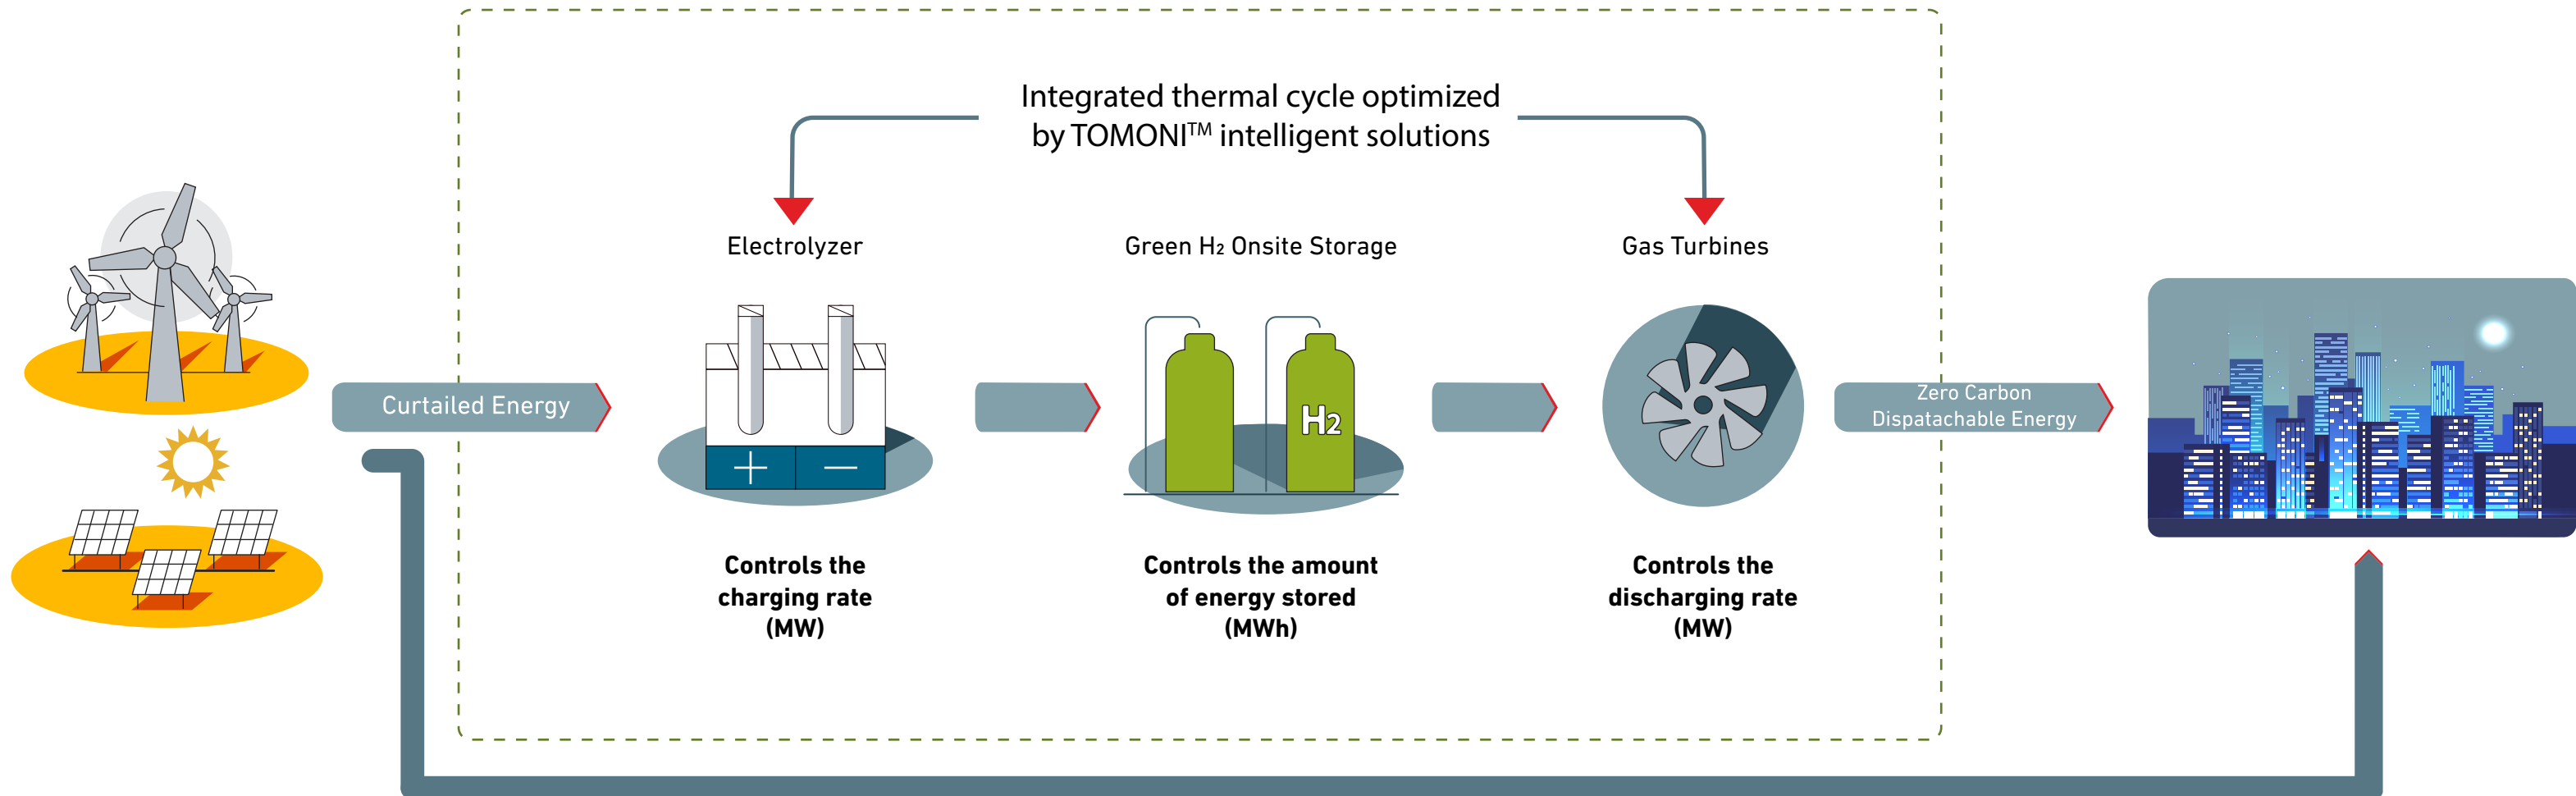 Integrated thermal cycle optimized
by TOMONI™ intelligent solutions
Electrolyzer
Green H₂ Onsite Storage
Gas Turbines
Curtailed Energy
H₂
Zero Carbon
Dispatachable Energy
Controls the
charging rate
(MW)
Controls the amount
of energy stored
(MWh)
Controls the
discharging rate
(MW)